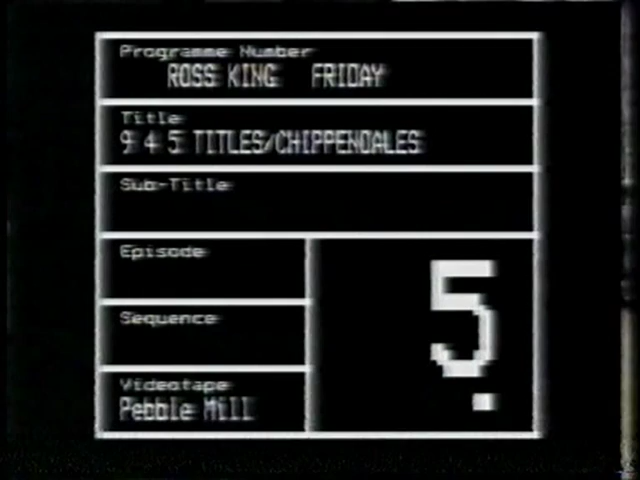 Programme Number
ROSS KING FRIDAY
Title
9 4 5 TITLES/CHIPPENDALES
Sub-Title
Episode
Sequence
Videotape
Pebble Mill
5